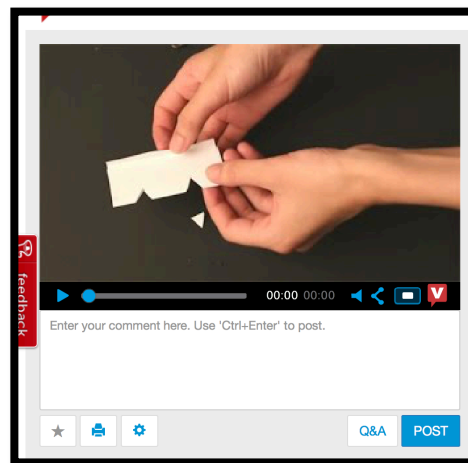 feedback
00:00 00:00
V
Enter your comment here. Use 'Ctrl+Enter' to post.
Q&A POST